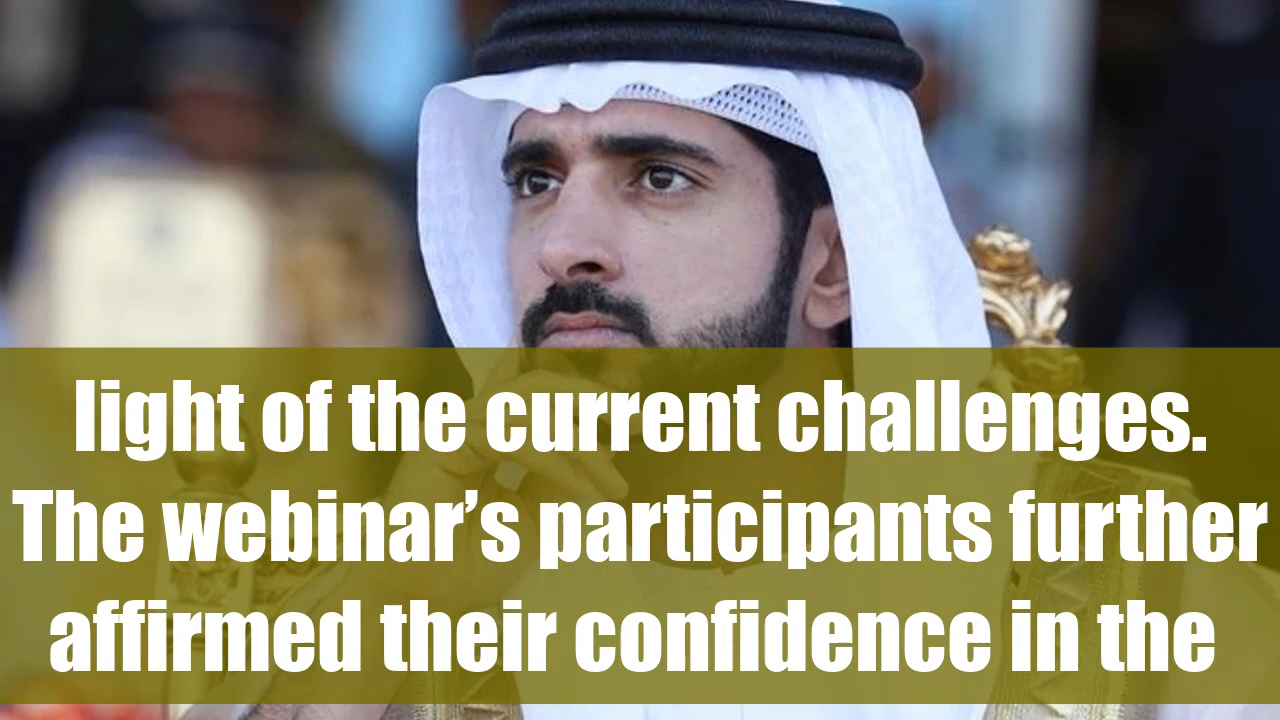 light of the current challenges.
The webinar’s participants further
affirmed their confidence in the